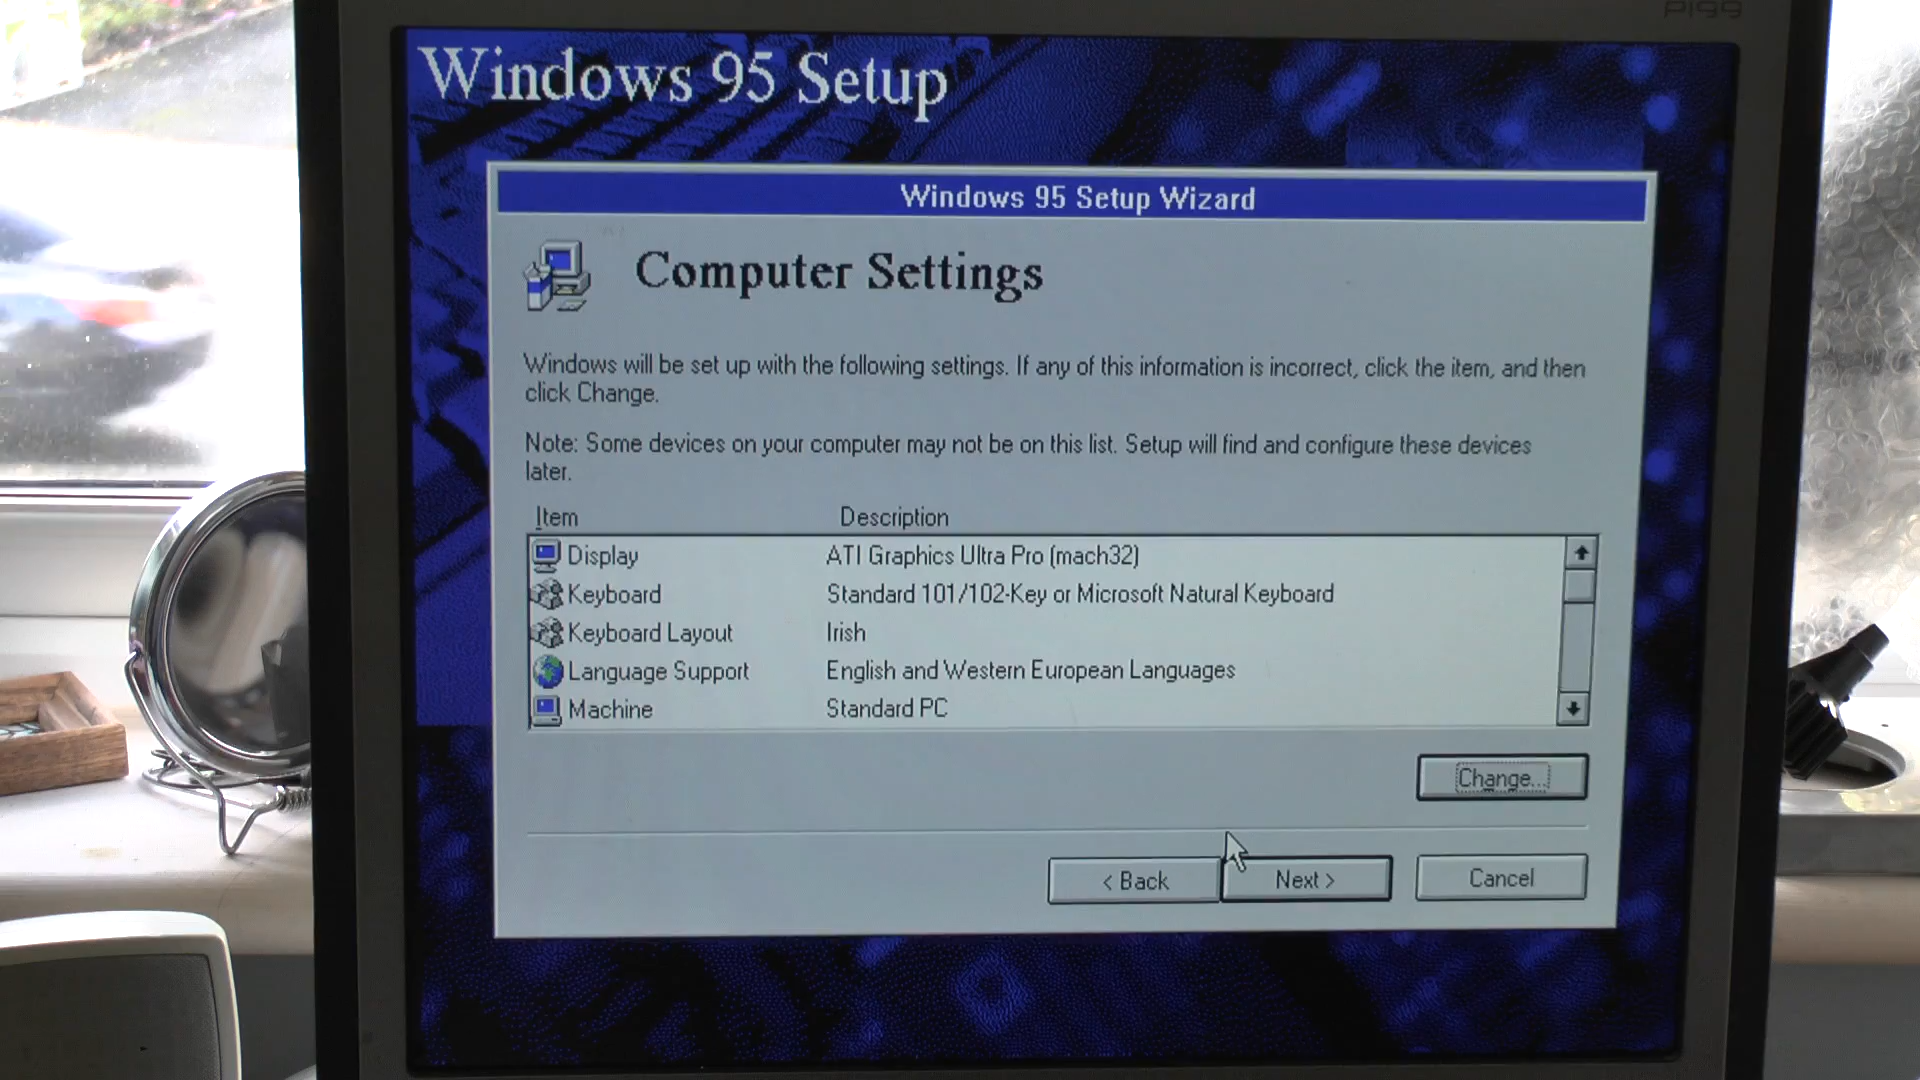 p19g
Windows 95 Setup
Windows 95 Setup Wizard
Computer Settings
Windows will be set up with the following settings. If any of this information is incorrect, click the item, and then
click Change.
Note: Some devices on your computer may not be on this list. Setup will find and configure these devices
later.
Item Description
Display ATI Graphics Ultra Pro (mach32)
Keyboard Standard 101/102-Key or Microsoft Natural Keyboard
Keyboard Layout Irish
Language Support English and Western European Languages
Machine Standard PC
Change...
< Back Next > Cancel